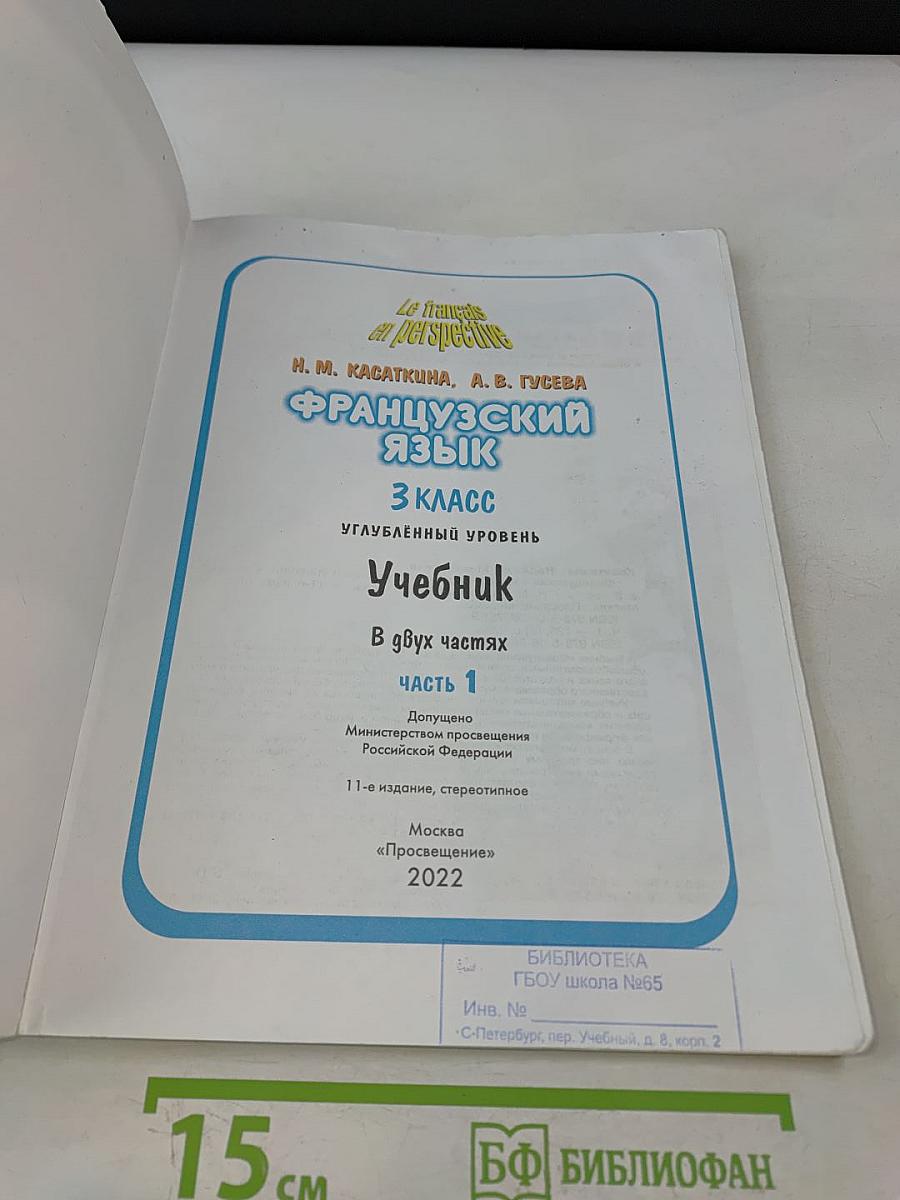 Le français
en perspective
Н. М. КАСАТКИНА, А. В. ГУСЕВА
ФРАНЦУЗСКИЙ
ЯЗЫК
3 КЛАСС
УГЛУБЛЁННЫЙ УРОВЕНЬ
Учебник
В двух частях
ЧАСТЬ 1
Допущено
Министерством просвещения
Российской Федерации
11-е издание, стереотипное
Москва
«Просвещение»
2022
БИБЛИОТЕКА
ГБОУ школа №65
Инв. №
С-Петербург, пер. Учебный, д. 8, корп. 2
15 см
БФ БИБЛИОФАН